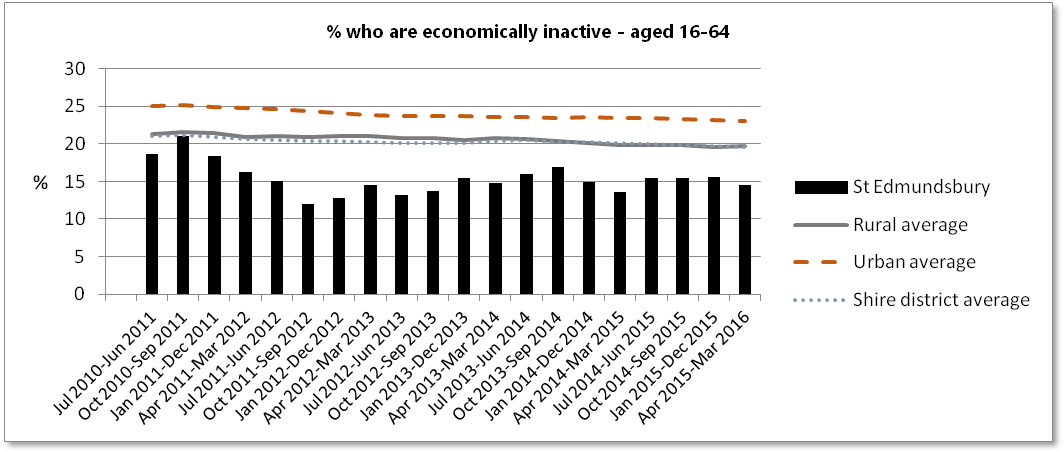 % who are economically inactive - aged 16-64
30
25
20
15
10
5
0
%
Jul 2010-Jun 2011
Oct 2010-Sep 2011
Jan 2011-Dec 2011
Apr 2011-Mar 2012
Jul 2011-Jun 2012
Oct 2011-Sep 2012
Jan 2012-Dec 2012
Apr 2012-Mar 2013
Jul 2012-Jun 2013
Oct 2012-Sep 2013
Jan 2013-Dec 2013
Apr 2013-Mar 2014
Jul 2013-Jun 2014
Oct 2013-Sep 2014
Jan 2014-Dec 2014
Apr 2014-Mar 2015
Jul 2014-Jun 2015
Oct 2014-Sep 2015
Jan 2015-Dec 2015
Apr 2015-Mar 2016
St Edmundsbury
Rural average
Urban average
Shire district average